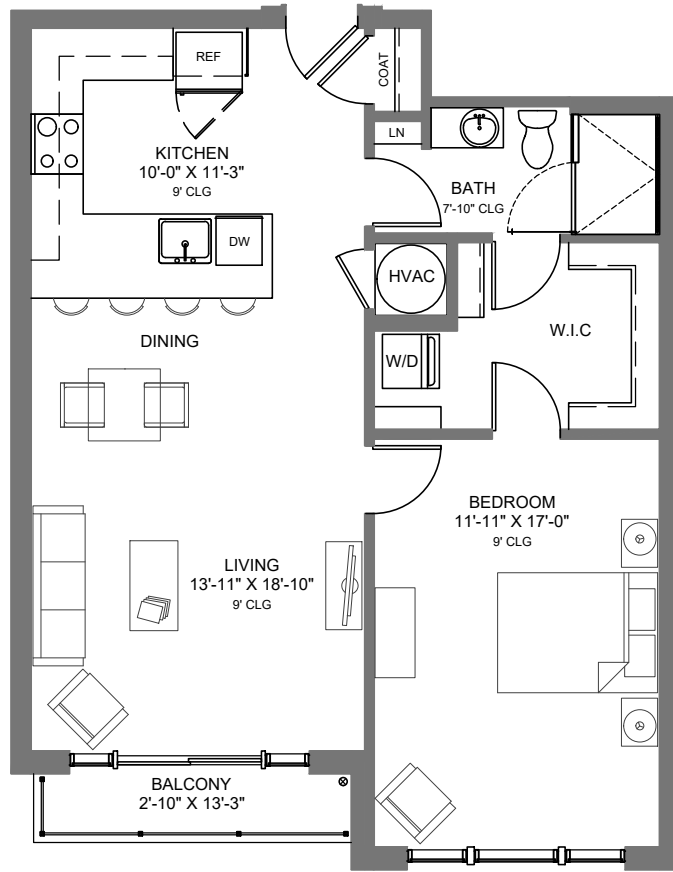 REF
COAT
LN
KITCHEN
10'-0" X 11'-3"
9' CLG
BATH
7'-10" CLG
DW
HVAC
W.I.C
DINING
W/D
BEDROOM
11'-11" X 17'-0"
9' CLG
LIVING
13'-11" X 18'-10"
9' CLG
BALCONY
2'-10" X 13'-3"